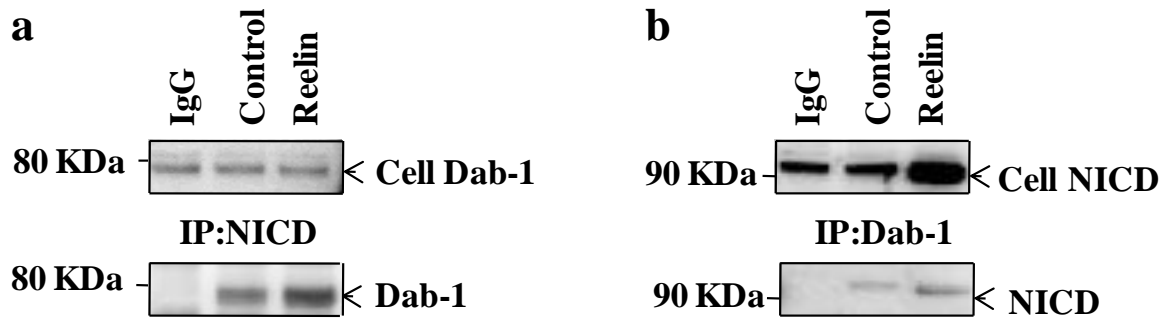 a
IgG
Control
Reelin
80 KDa
Cell Dab-1
IP:NICD
80 KDa
Dab-1
b
IgG
Control
Reelin
90 KDa
Cell NICD
IP:Dab-1
90 KDa
NICD